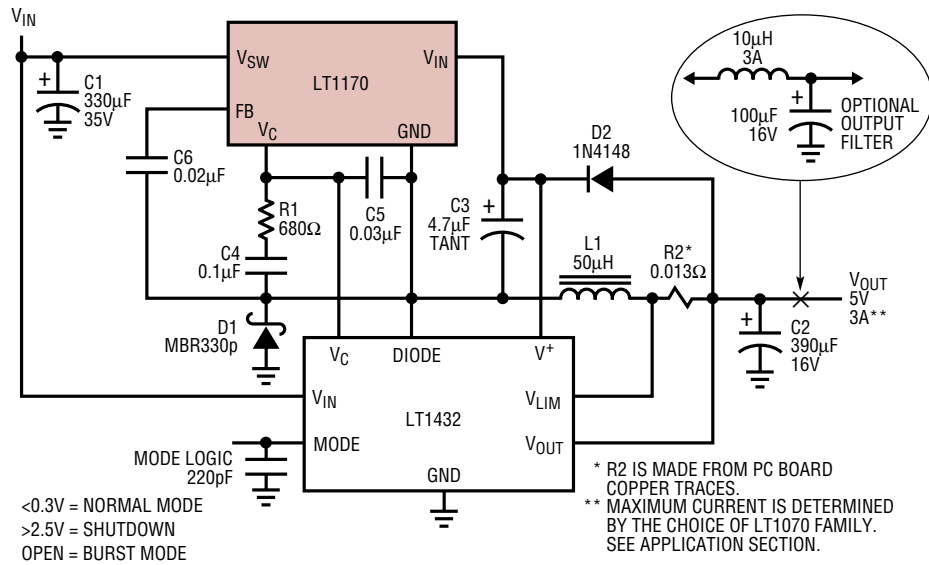 VIN
C1
330µF
35V
VSW
VIN
LT1170
FB
VC
GND
C6
0.02µF
R1
680Ω
C5
0.03µF
C4
0.1µF
C3
4.7µF
TANT
D2
1N4148
L1
50µH
R2*
0.013Ω
10µH
3A
100µF
16V
OPTIONAL
OUTPUT
FILTER
VOUT
5V
3A**
C2
390µF
16V
D1
MBR330p
VC
DIODE
V+
VIN
VLIM
LT1432
MODE
VOUT
GND
MODE LOGIC
220pF
<0.3V = NORMAL MODE
>2.5V = SHUTDOWN
OPEN = BURST MODE
* R2 IS MADE FROM PC BOARD
COPPER TRACES.
** MAXIMUM CURRENT IS DETERMINED
BY THE CHOICE OF LT1070 FAMILY.
SEE APPLICATION SECTION.